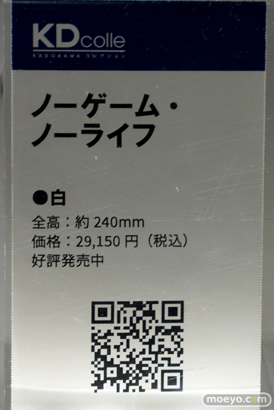 KDcolle
KADOKAWA コレクション
ノーゲーム・
ノーライフ
●白
全高：約 240mm
価格：29,150 円（税込）
好評発売中
moeyo.com